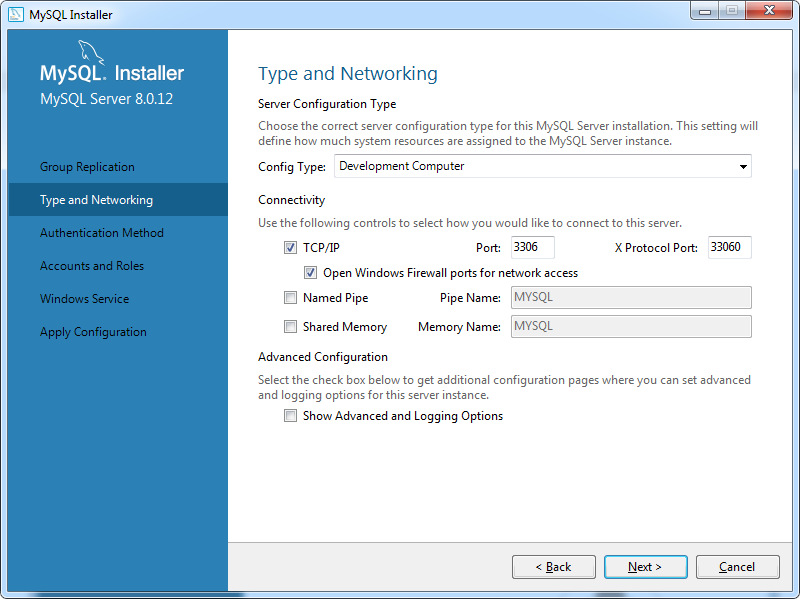 MySQL Installer
MySQL. Installer
MySQL Server 8.0.12
Group Replication
Type and Networking
Authentication Method
Accounts and Roles
Windows Service
Apply Configuration
Type and Networking
Server Configuration Type
Choose the correct server configuration type for this MySQL Server installation. This setting will
define how much system resources are assigned to the MySQL Server instance.
Config Type: Development Computer
Connectivity
Use the following controls to select how you would like to connect to this server.
TCP/IP Port: 3306 X Protocol Port: 33060
Open Windows Firewall ports for network access
Named Pipe Pipe Name: MYSQL
Shared Memory Memory Name: MYSQL
Advanced Configuration
Select the check box below to get additional configuration pages where you can set advanced
and logging options for this server instance.
Show Advanced and Logging Options
< Back Next > Cancel